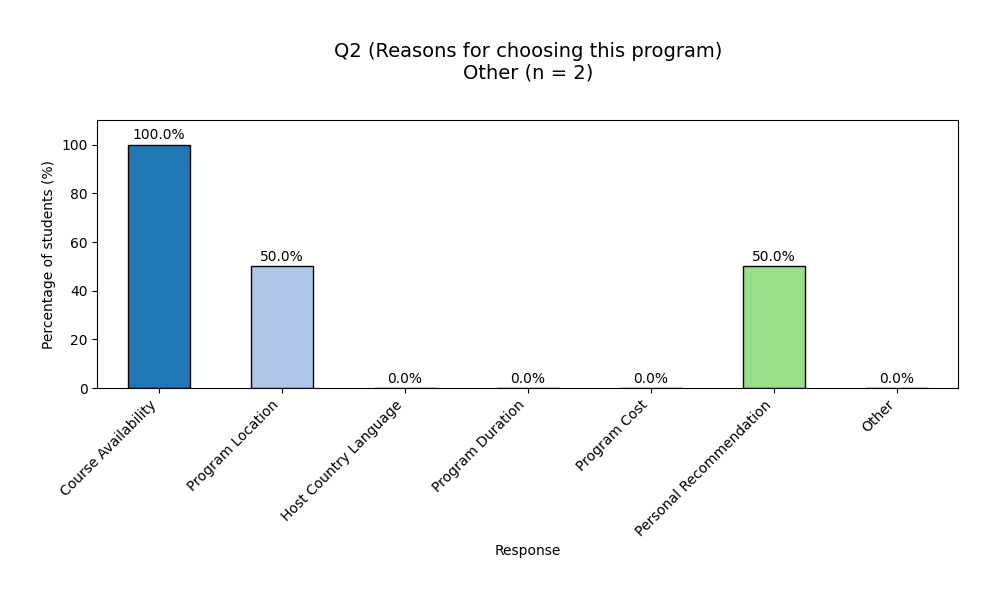 Q2 (Reasons for choosing this program)
Other (n = 2)
Percentage of students (%)
100
80
60
40
20
0
100.0%
50.0%
0.0%
0.0%
0.0%
50.0%
0.0%
Course Availability
Program Location
Host Country Language
Program Duration
Program Cost
Personal Recommendation
Other
Response